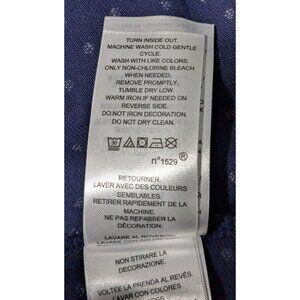 TURN INSIDE OUT.
MACHINE WASH COLD GENTLE
CYCLE.
WASH WITH LIKE COLORS.
ONLY NON-CHLORINE BLEACH
WHEN NEEDED.
REMOVE PROMPTLY.
TUMBLE DRY LOW.
WARM IRON IF NEEDED ON
REVERSE SIDE.
DO NOT IRON DECORATION.
DO NOT DRY CLEAN.
n°1529
RETOURNER.
LAVER AVEC DES COULEURS
SEMBLABLES.
RETIRER RAPIDEMENT DE LA
MACHINE.
NE PAS REPASSER LA
DÉCORATION.
LAVARE AL ROVESCIO
NON STIRARE LA
DECORAZIONE.
VOLTEE LA PRENDA AL REVÉS.
LAVAR CON COLORES